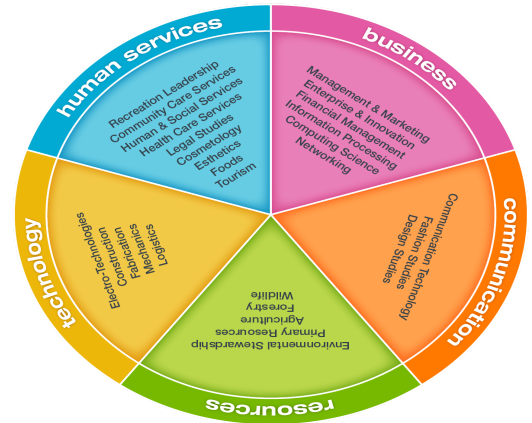 human services
Recreation Leadership
Community Care Services
Human & Social Services
Health Care Services
Legal Studies
Cosmetology
Esthetics
Foods
Tourism
business
Management & Marketing
Enterprise & Innovation
Financial Management
Information Processing
Computing Science
Networking
communication
Communication Technology
Fashion Studies
Design Studies
resources
Environmental Stewardship
Primary Resources
Agriculture
Forestry
Wildlife
technology
Electro-Technologies
Construction
Fabrication
Mechanics
Logistics